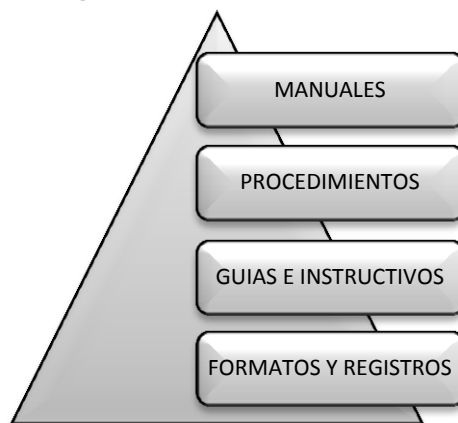 MANUALES
PROCEDIMIENTOS
GUIAS E INSTRUCTIVOS
FORMATOS Y REGISTROS